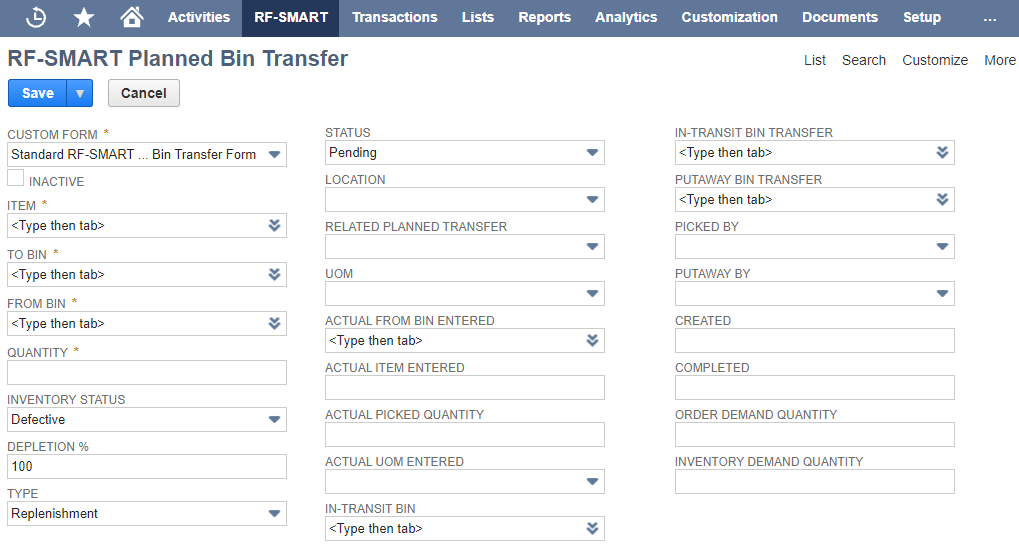 Activities RF-SMART Transactions Lists Reports Analytics Customization Documents Setup ...
RF-SMART Planned Bin Transfer
List Search Customize More
Save Cancel
CUSTOM FORM *
Standard RF-SMART ... Bin Transfer Form
INACTIVE
ITEM *
<Type then tab>
TO BIN *
<Type then tab>
FROM BIN *
<Type then tab>
QUANTITY *
INVENTORY STATUS
Defective
DEPLETION %
100
TYPE
Replenishment
STATUS
Pending
LOCATION
RELATED PLANNED TRANSFER
UOM
ACTUAL FROM BIN ENTERED
<Type then tab>
ACTUAL ITEM ENTERED
ACTUAL PICKED QUANTITY
ACTUAL UOM ENTERED
IN-TRANSIT BIN
<Type then tab>
IN-TRANSIT BIN TRANSFER
<Type then tab>
PUTAWAY BIN TRANSFER
<Type then tab>
PICKED BY
PUTAWAY BY
CREATED
COMPLETED
ORDER DEMAND QUANTITY
INVENTORY DEMAND QUANTITY